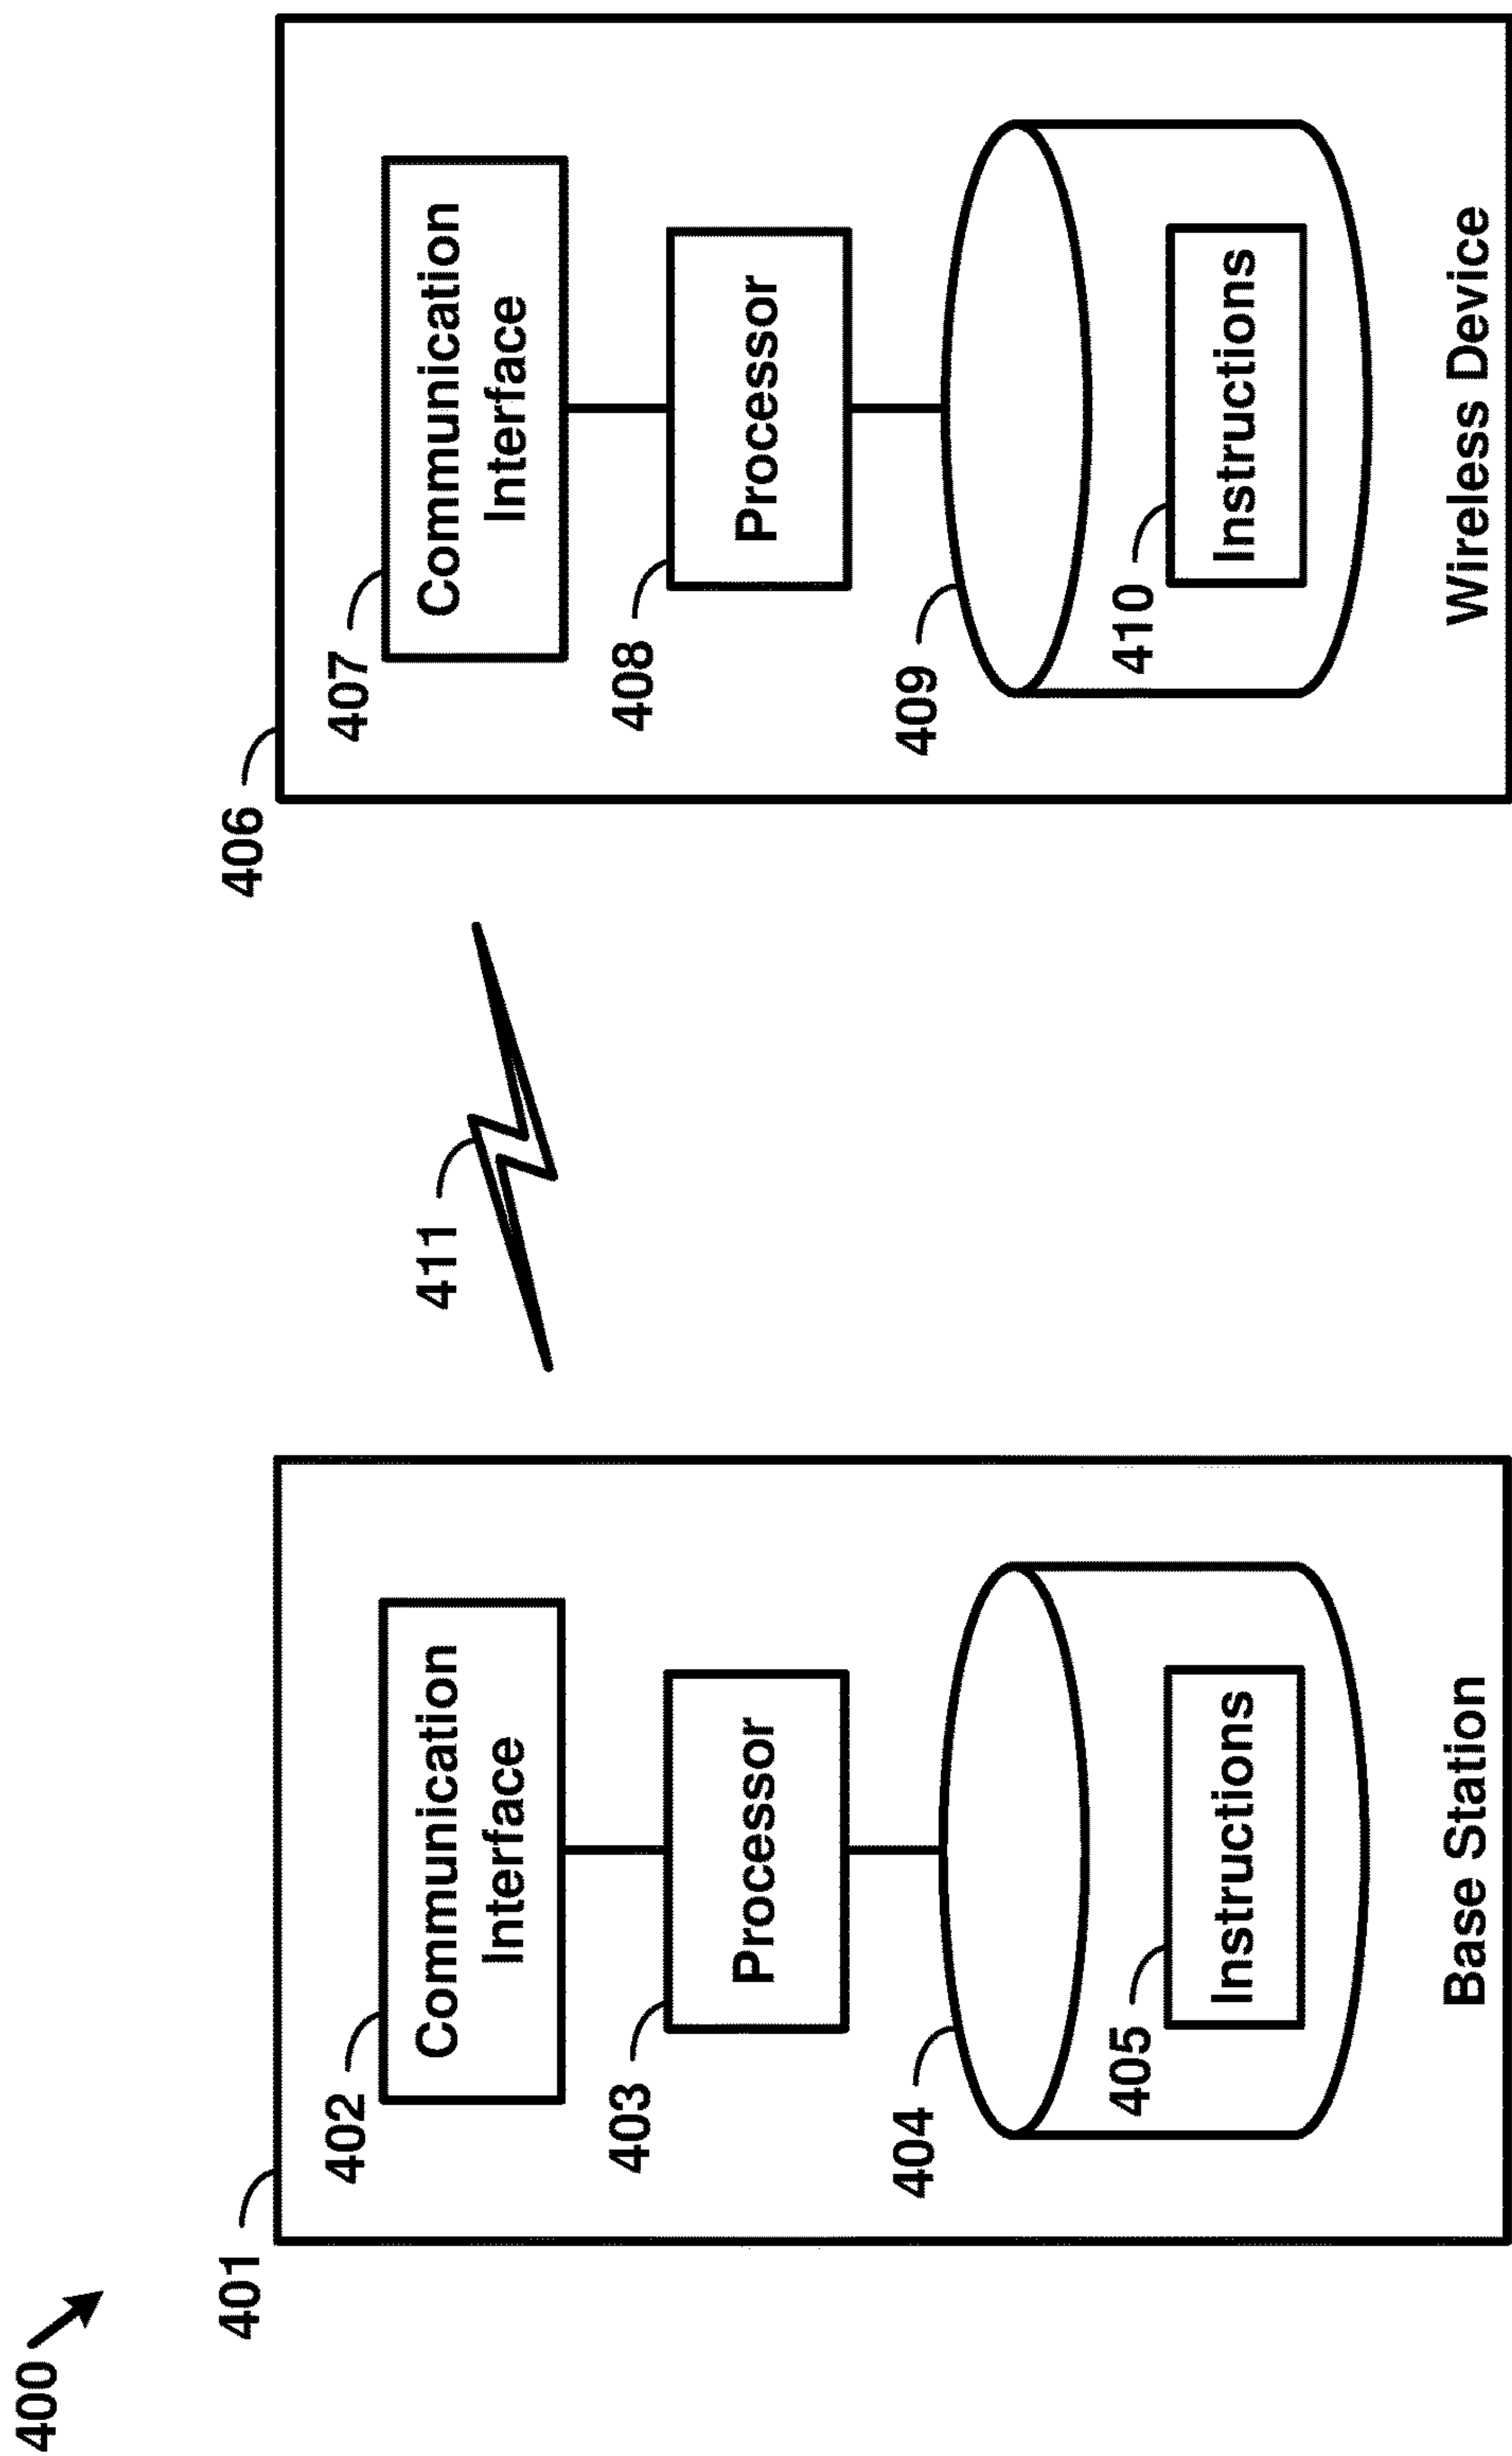 400
401
402
Communication
Interface
403
Processor
404
405
Instructions
Base Station
411
406
407
Communication
Interface
408
Processor
409
410
Instructions
Wireless Device